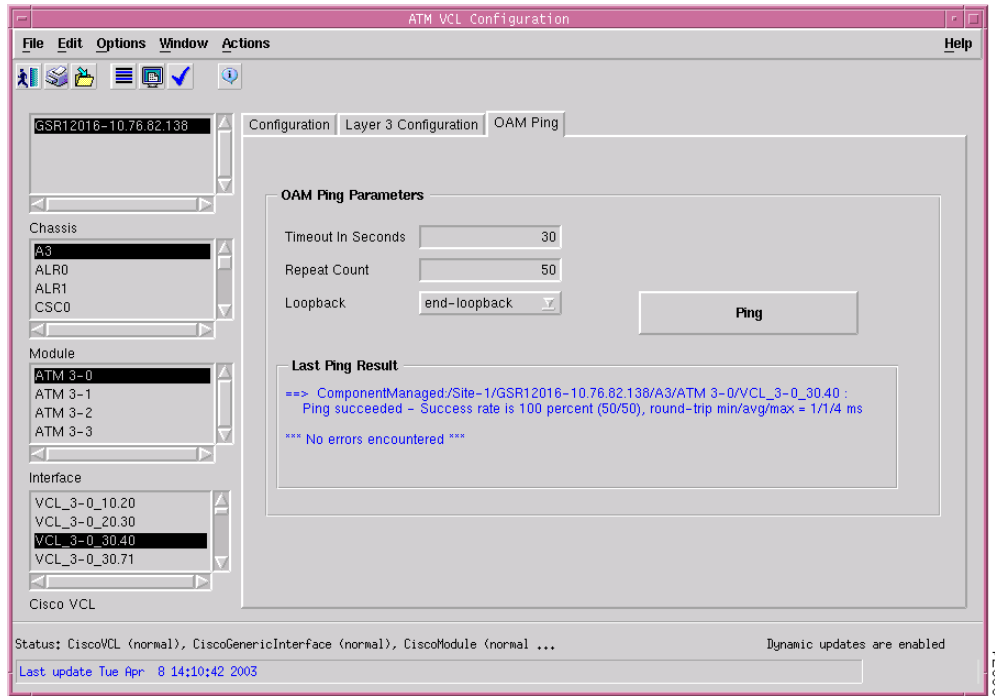 ATM VCL Configuration
File Edit Options Window Actions Help
GSR12016-10.76.82.138
Chassis
A3
ALR0
ALR1
CSC0
Module
ATM 3-0
ATM 3-1
ATM 3-2
ATM 3-3
Interface
VCL_3-0_10.20
VCL_3-0_20.30
VCL_3-0_30.40
VCL_3-0_30.71
Cisco VCL
Configuration Layer 3 Configuration OAM Ping
OAM Ping Parameters
Timeout In Seconds 30
Repeat Count 50
Loopback end-loopback
Ping
Last Ping Result
==> ComponentManaged:/Site-1/GSR12016-10.76.82.138/A3/ATM 3-0/VCL_3-0_30.40 :
Ping succeeded - Success rate is 100 percent (50/50), round-trip min/avg/max = 1/1/4 ms
*** No errors encountered ***
Status: CiscoVCL (normal), CiscoGenericInterface (normal), CiscoModule (normal ...
Dynamic updates are enabled
Last update Tue Apr 8 14:10:42 2003